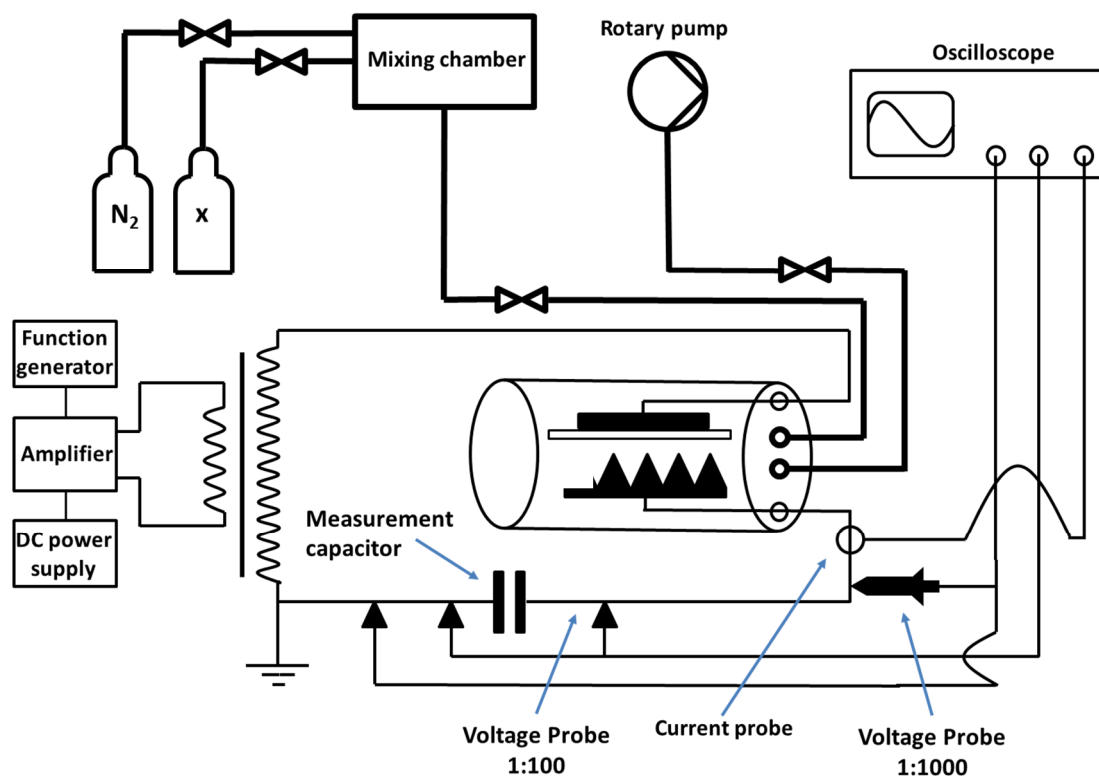 Rotary pump
Mixing chamber
Oscilloscope
N₂
x
Function
generator
Amplifier
DC power
supply
Measurement
capacitor
Voltage Probe
1:100
Current probe
Voltage Probe
1:1000